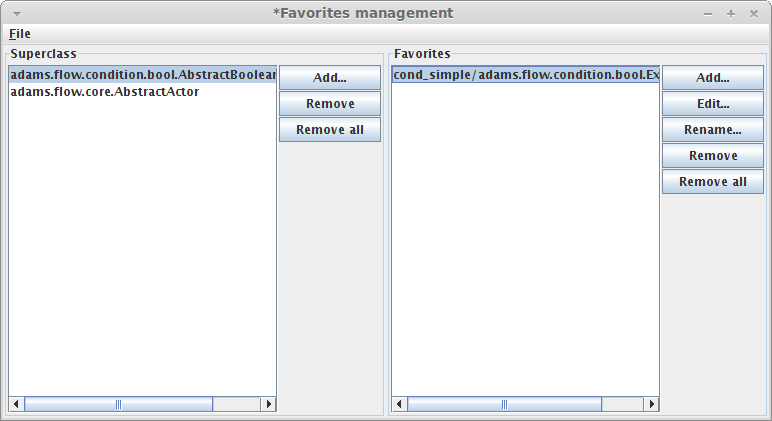 *Favorites management
File
Superclass
adams.flow.condition.bool.AbstractBoolean
adams.flow.core.AbstractActor
Add...
Remove
Remove all
Favorites
cond_simple/adams.flow.condition.bool.Ex
Add...
Edit...
Rename...
Remove
Remove all